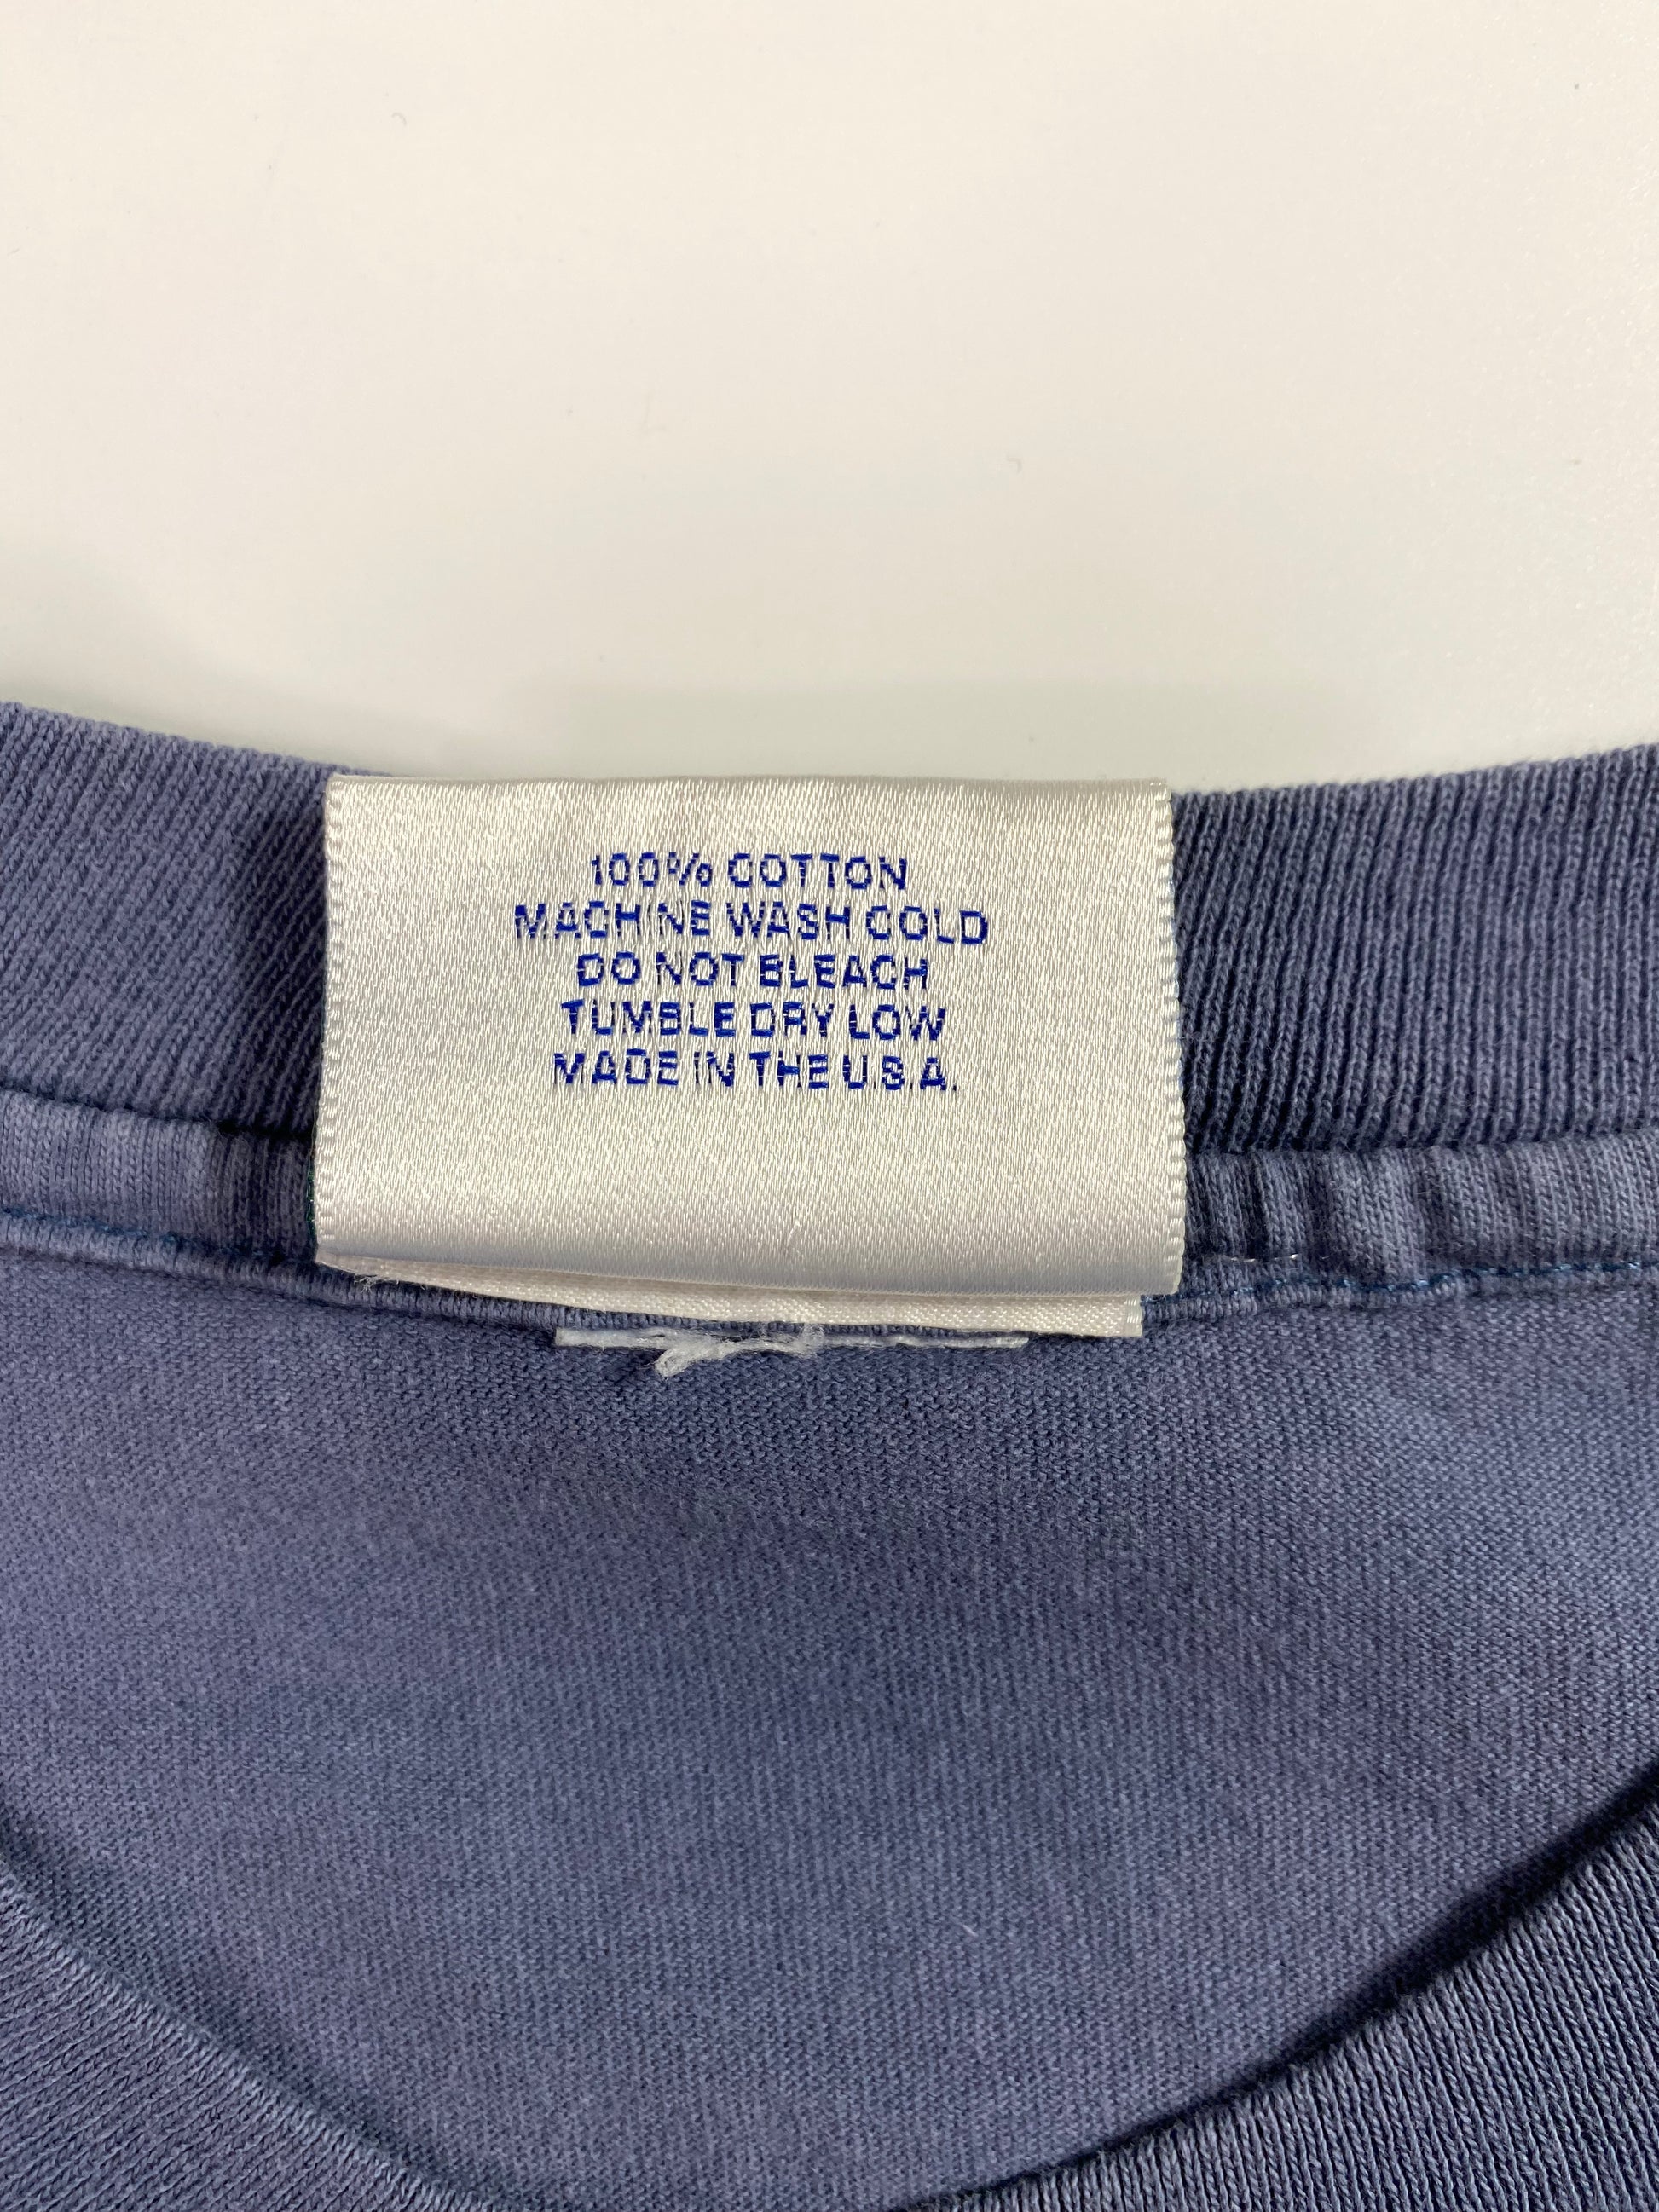 100% COTTON
MACHINE WASH COLD
DO NOT BLEACH
TUMBLE DRY LOW
MADE IN THE U.S.A.